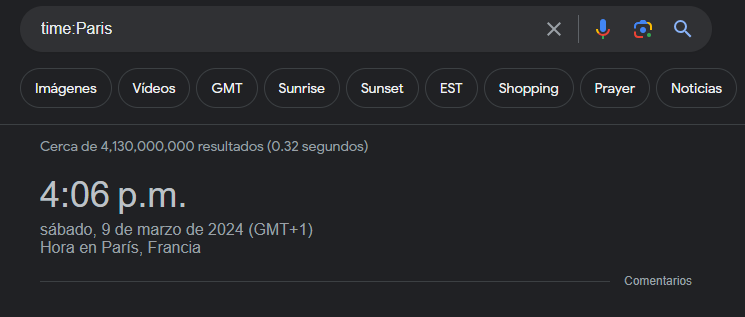 time:Paris
Imágenes Vídeos GMT Sunrise Sunset EST Shopping Prayer Noticias
Cerca de 4,130,000,000 resultados (0.32 segundos)
4:06 p.m.
sábado, 9 de marzo de 2024 (GMT+1)
Hora en París, Francia
Comentarios